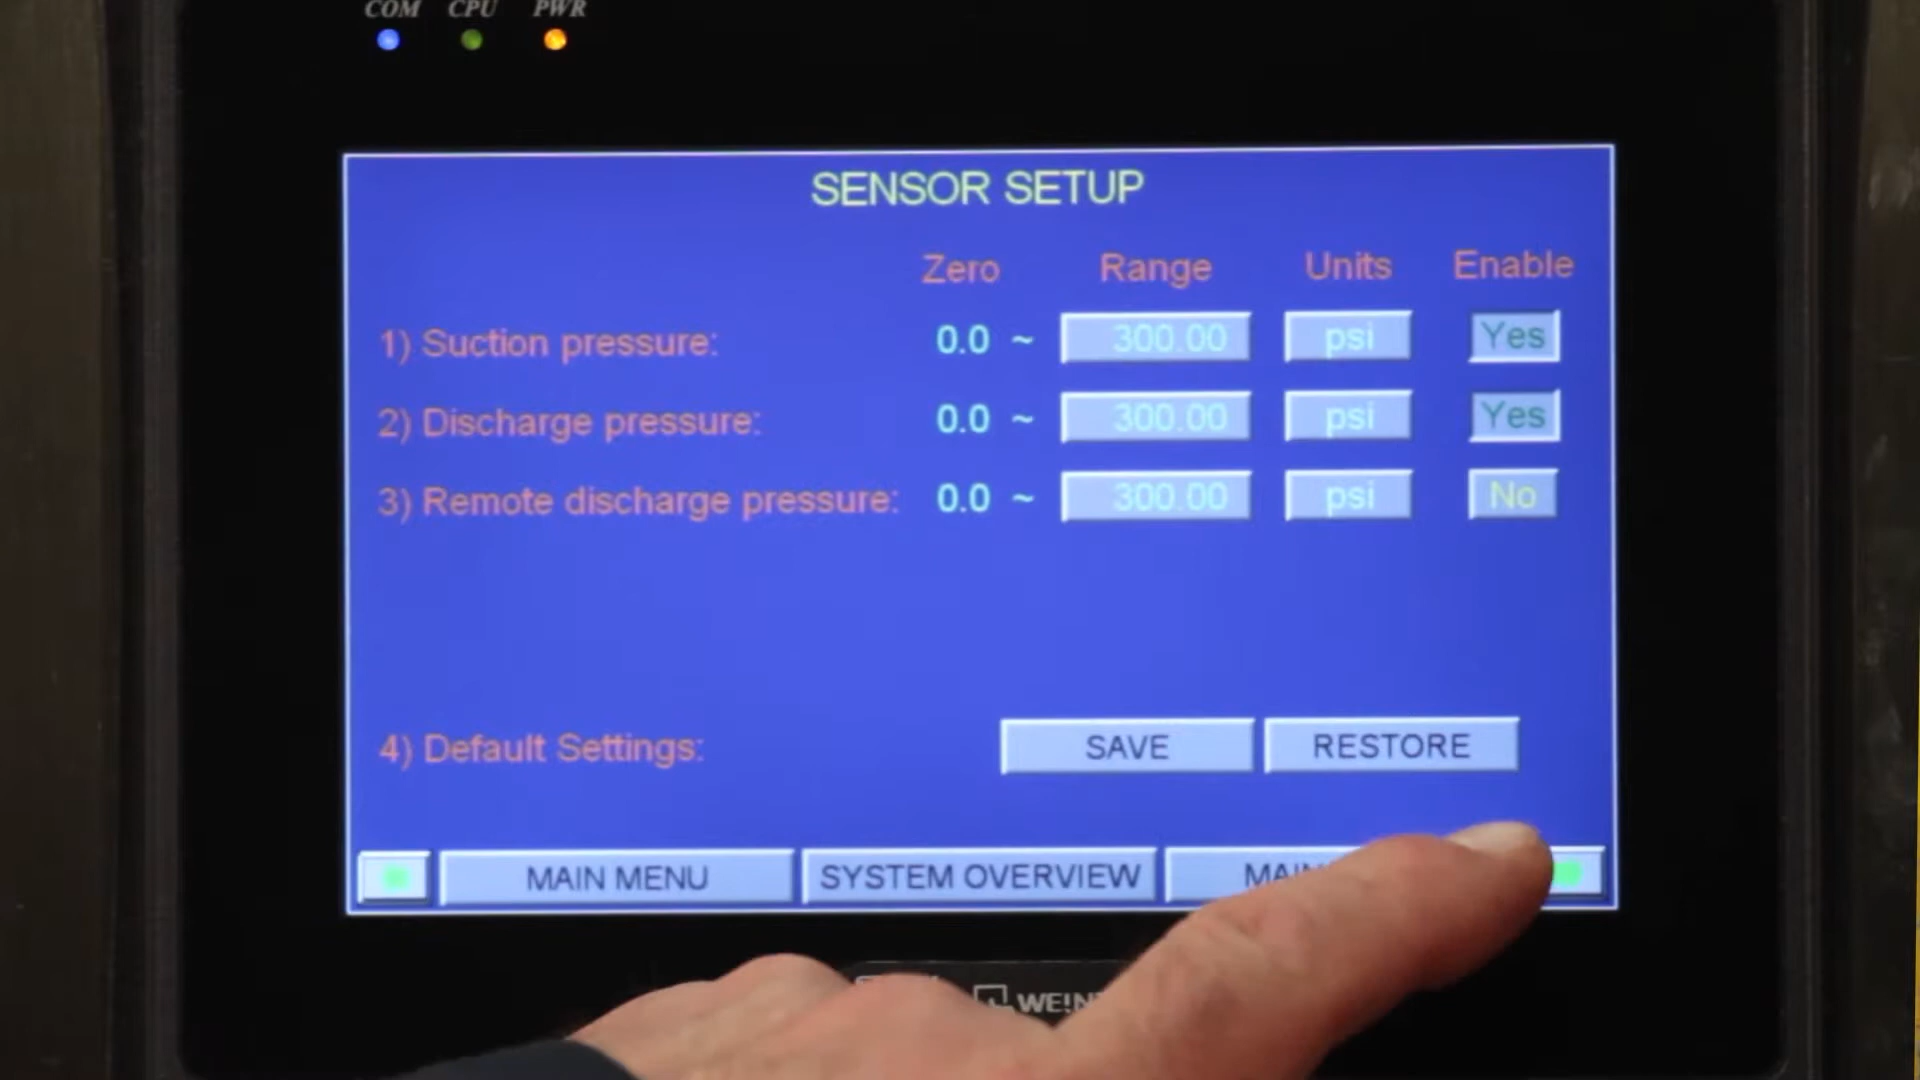 COM CPU PWR
SENSOR SETUP
Zero Range Units Enable
1) Suction pressure: 0.0 ~ 300.00 psi Yes
2) Discharge pressure: 0.0 ~ 300.00 psi Yes
3) Remote discharge pressure: 0.0 ~ 300.00 psi No
4) Default Settings: SAVE RESTORE
MAIN MENU SYSTEM OVERVIEW